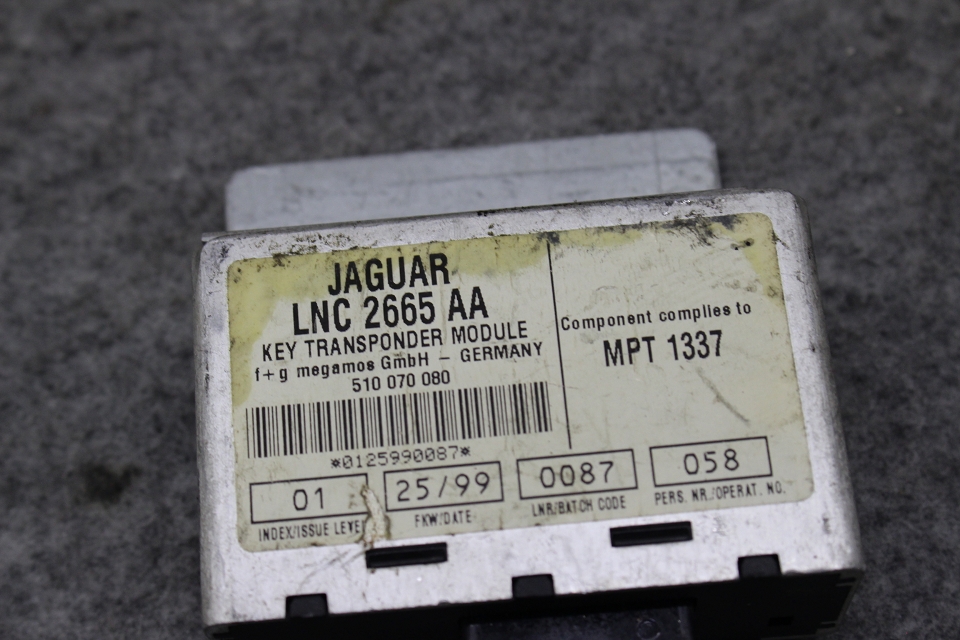 JAGUAR
LNC 2665 AA
KEY TRANSPONDER MODULE
f+g megamos GmbH – GERMANY
510 070 080
*0125990087*
Component complies to
MPT 1337
01
INDEX/ISSUE LEVEL
25/99
FKW/DATE
0087
LNR/BATCH CODE
058
PERS. NR./OPERAT. NO.